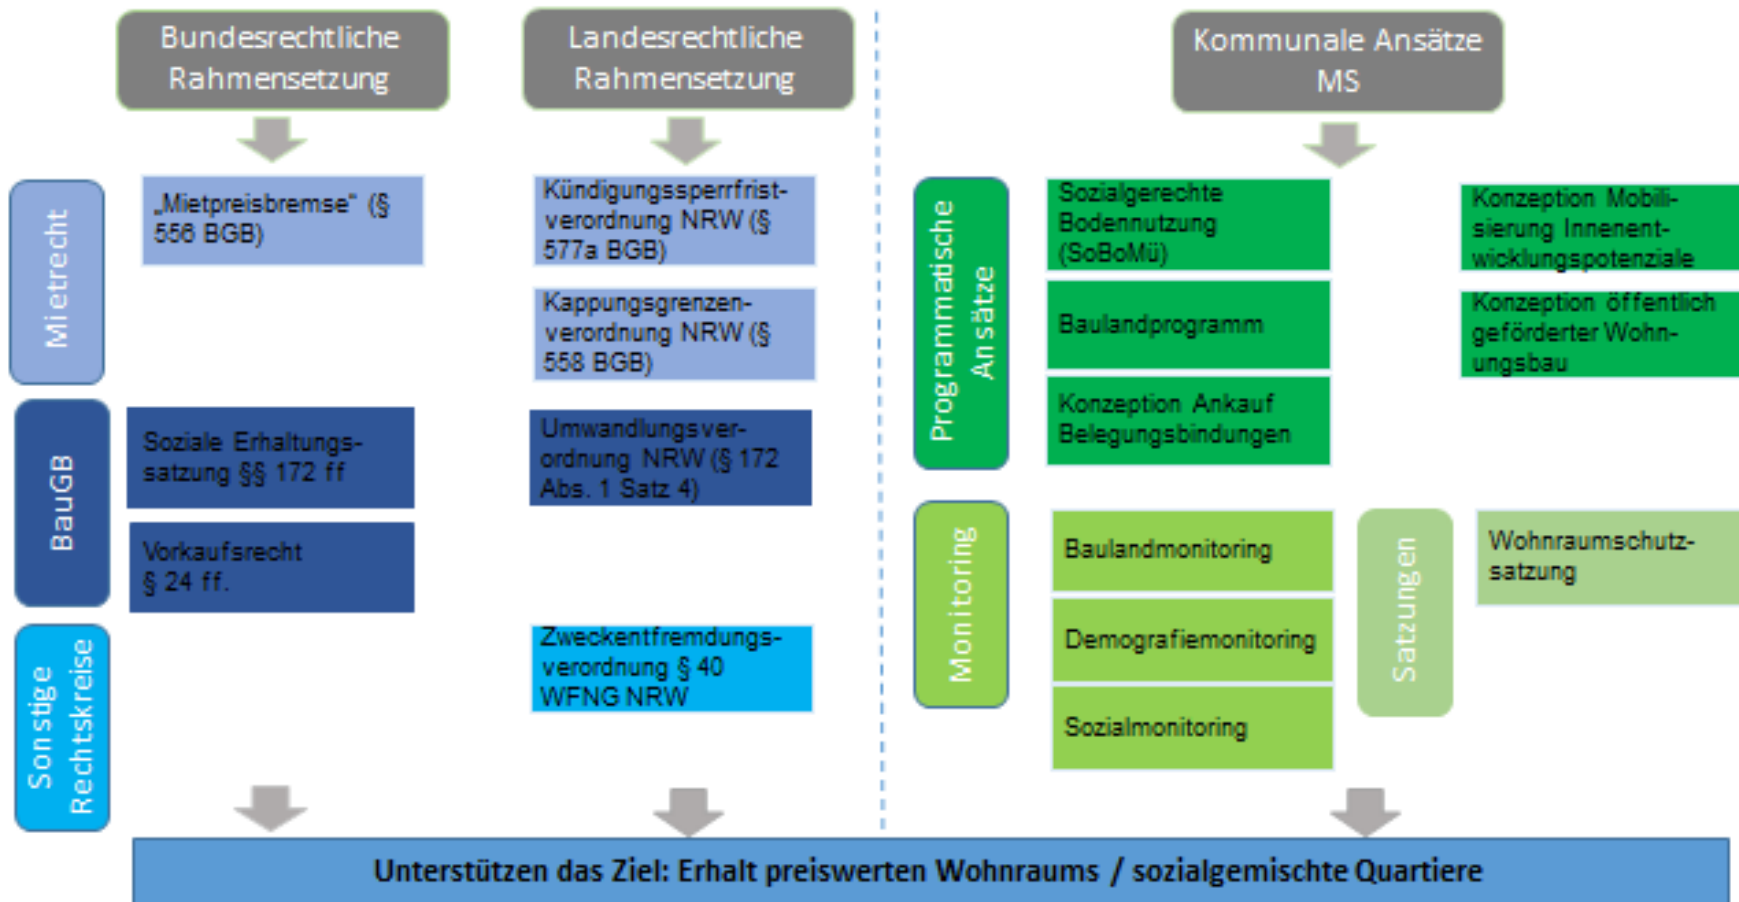 Bundesrechtliche
Rahmensetzung
Landesrechtliche
Rahmensetzung
Kommunale Ansätze
MS
Mietrecht
„Mietpreisbremse“ (§
556 BGB)
Kündigungssperrfrist-
verordnung NRW (§
577a BGB)
Kappungsgrenzen-
verordnung NRW (§
558 BGB)
BauGB
Soziale Erhaltungs-
satzung §§ 172 ff
Vorkaufsrecht
§ 24 ff.
Umwandlungsver-
ordnung NRW (§ 172
Abs. 1 Satz 4)
Sonstige
Rechtskreise
Zweckentfremdungs-
verordnung § 40
WFNG NRW
Programmatische
Ansätze
Sozialgerechte
Bodennutzung
(SoBoMü)
Baulandprogramm
Konzeption Ankauf
Belegungsbindungen
Konzeption Mobili-
sierung Innenent-
wicklungspotenziale
Konzeption öffentlich
geförderter Wohn-
ungsbau
Monitoring
Baulandmonitoring
Demografiemonitoring
Sozialmonitoring
Satzungen
Wohnraumschutz-
satzung
Unterstützen das Ziel: Erhalt preiswerten Wohnraums / sozialgemischte Quartiere